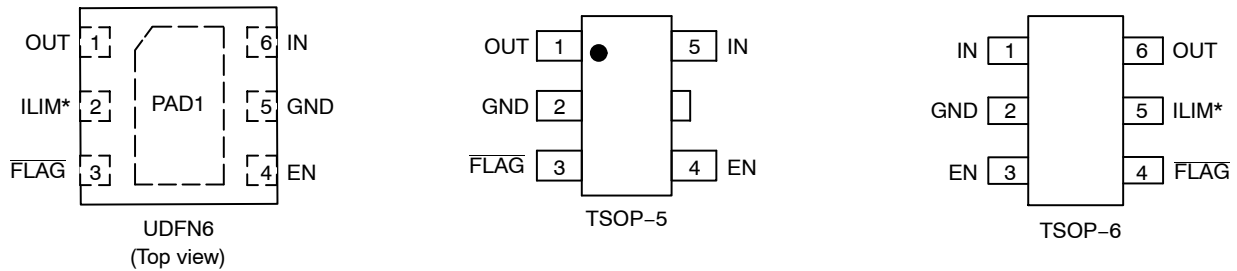 OUT 1 6 IN
ILIM* 2 PAD1 5 GND
FLAG 3 4 EN
UDFN6
(Top view)
OUT 1 5 IN
GND 2
FLAG 3 4 EN
TSOP−5
IN 1 6 OUT
GND 2 5 ILIM*
EN 3 4 FLAG
TSOP−6